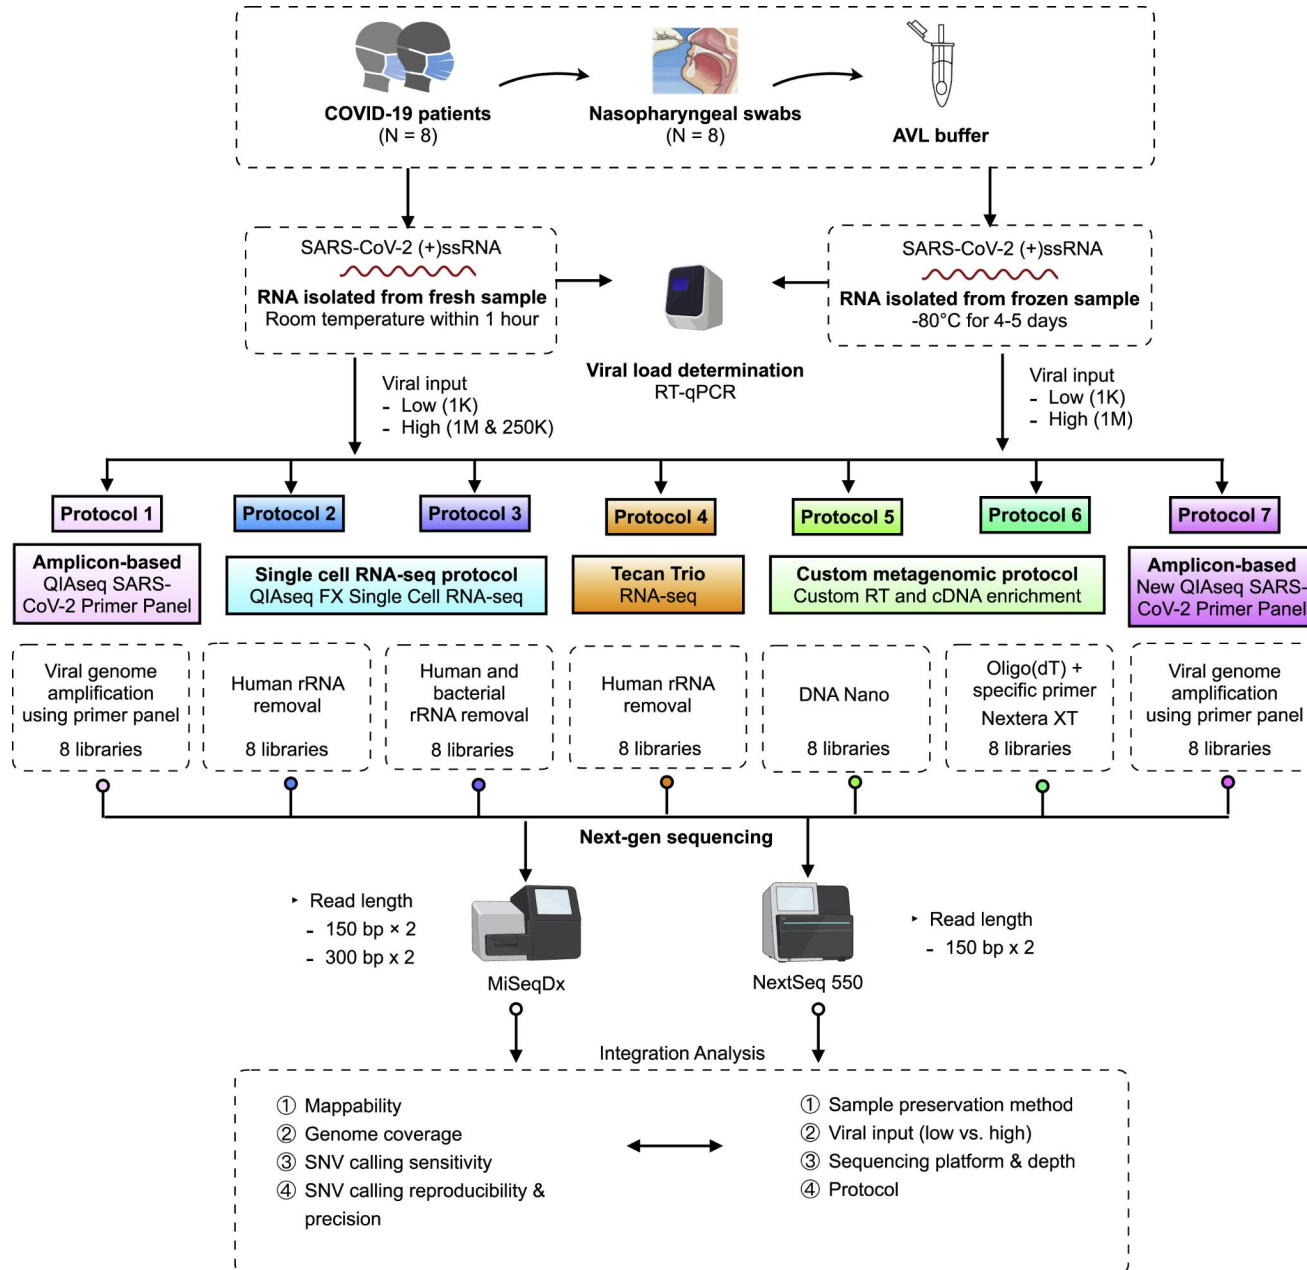 COVID-19 patients
(N = 8)
Nasopharyngeal swabs
(N = 8)
AVL buffer
SARS-CoV-2 (+)ssRNA
RNA isolated from fresh sample
Room temperature within 1 hour
Viral load determination
RT-qPCR
SARS-CoV-2 (+)ssRNA
RNA isolated from frozen sample
-80°C for 4-5 days
Viral input
- Low (1K)
- High (1M & 250K)
Viral input
- Low (1K)
- High (1M)
Protocol 1
Protocol 2
Protocol 3
Protocol 4
Protocol 5
Protocol 6
Protocol 7
Amplicon-based
QIAseq SARS-
CoV-2 Primer Panel
Single cell RNA-seq protocol
QIAseq FX Single Cell RNA-seq
Tecan Trio
RNA-seq
Custom metagenomic protocol
Custom RT and cDNA enrichment
Amplicon-based
New QIAseq SARS-
CoV-2 Primer Panel
Viral genome
amplification
using primer panel
8 libraries
Human rRNA
removal
8 libraries
Human and
bacterial
rRNA removal
8 libraries
Human rRNA
removal
8 libraries
DNA Nano
8 libraries
Oligo(dT) +
specific primer
Nextera XT
8 libraries
Viral genome
amplification
using primer panel
8 libraries
Next-gen sequencing
‣ Read length
- 150 bp × 2
- 300 bp x 2
MiSeqDx
NextSeq 550
‣ Read length
- 150 bp x 2
Integration Analysis
① Mappability
② Genome coverage
③ SNV calling sensitivity
④ SNV calling reproducibility &
precision
① Sample preservation method
② Viral input (low vs. high)
③ Sequencing platform & depth
④ Protocol